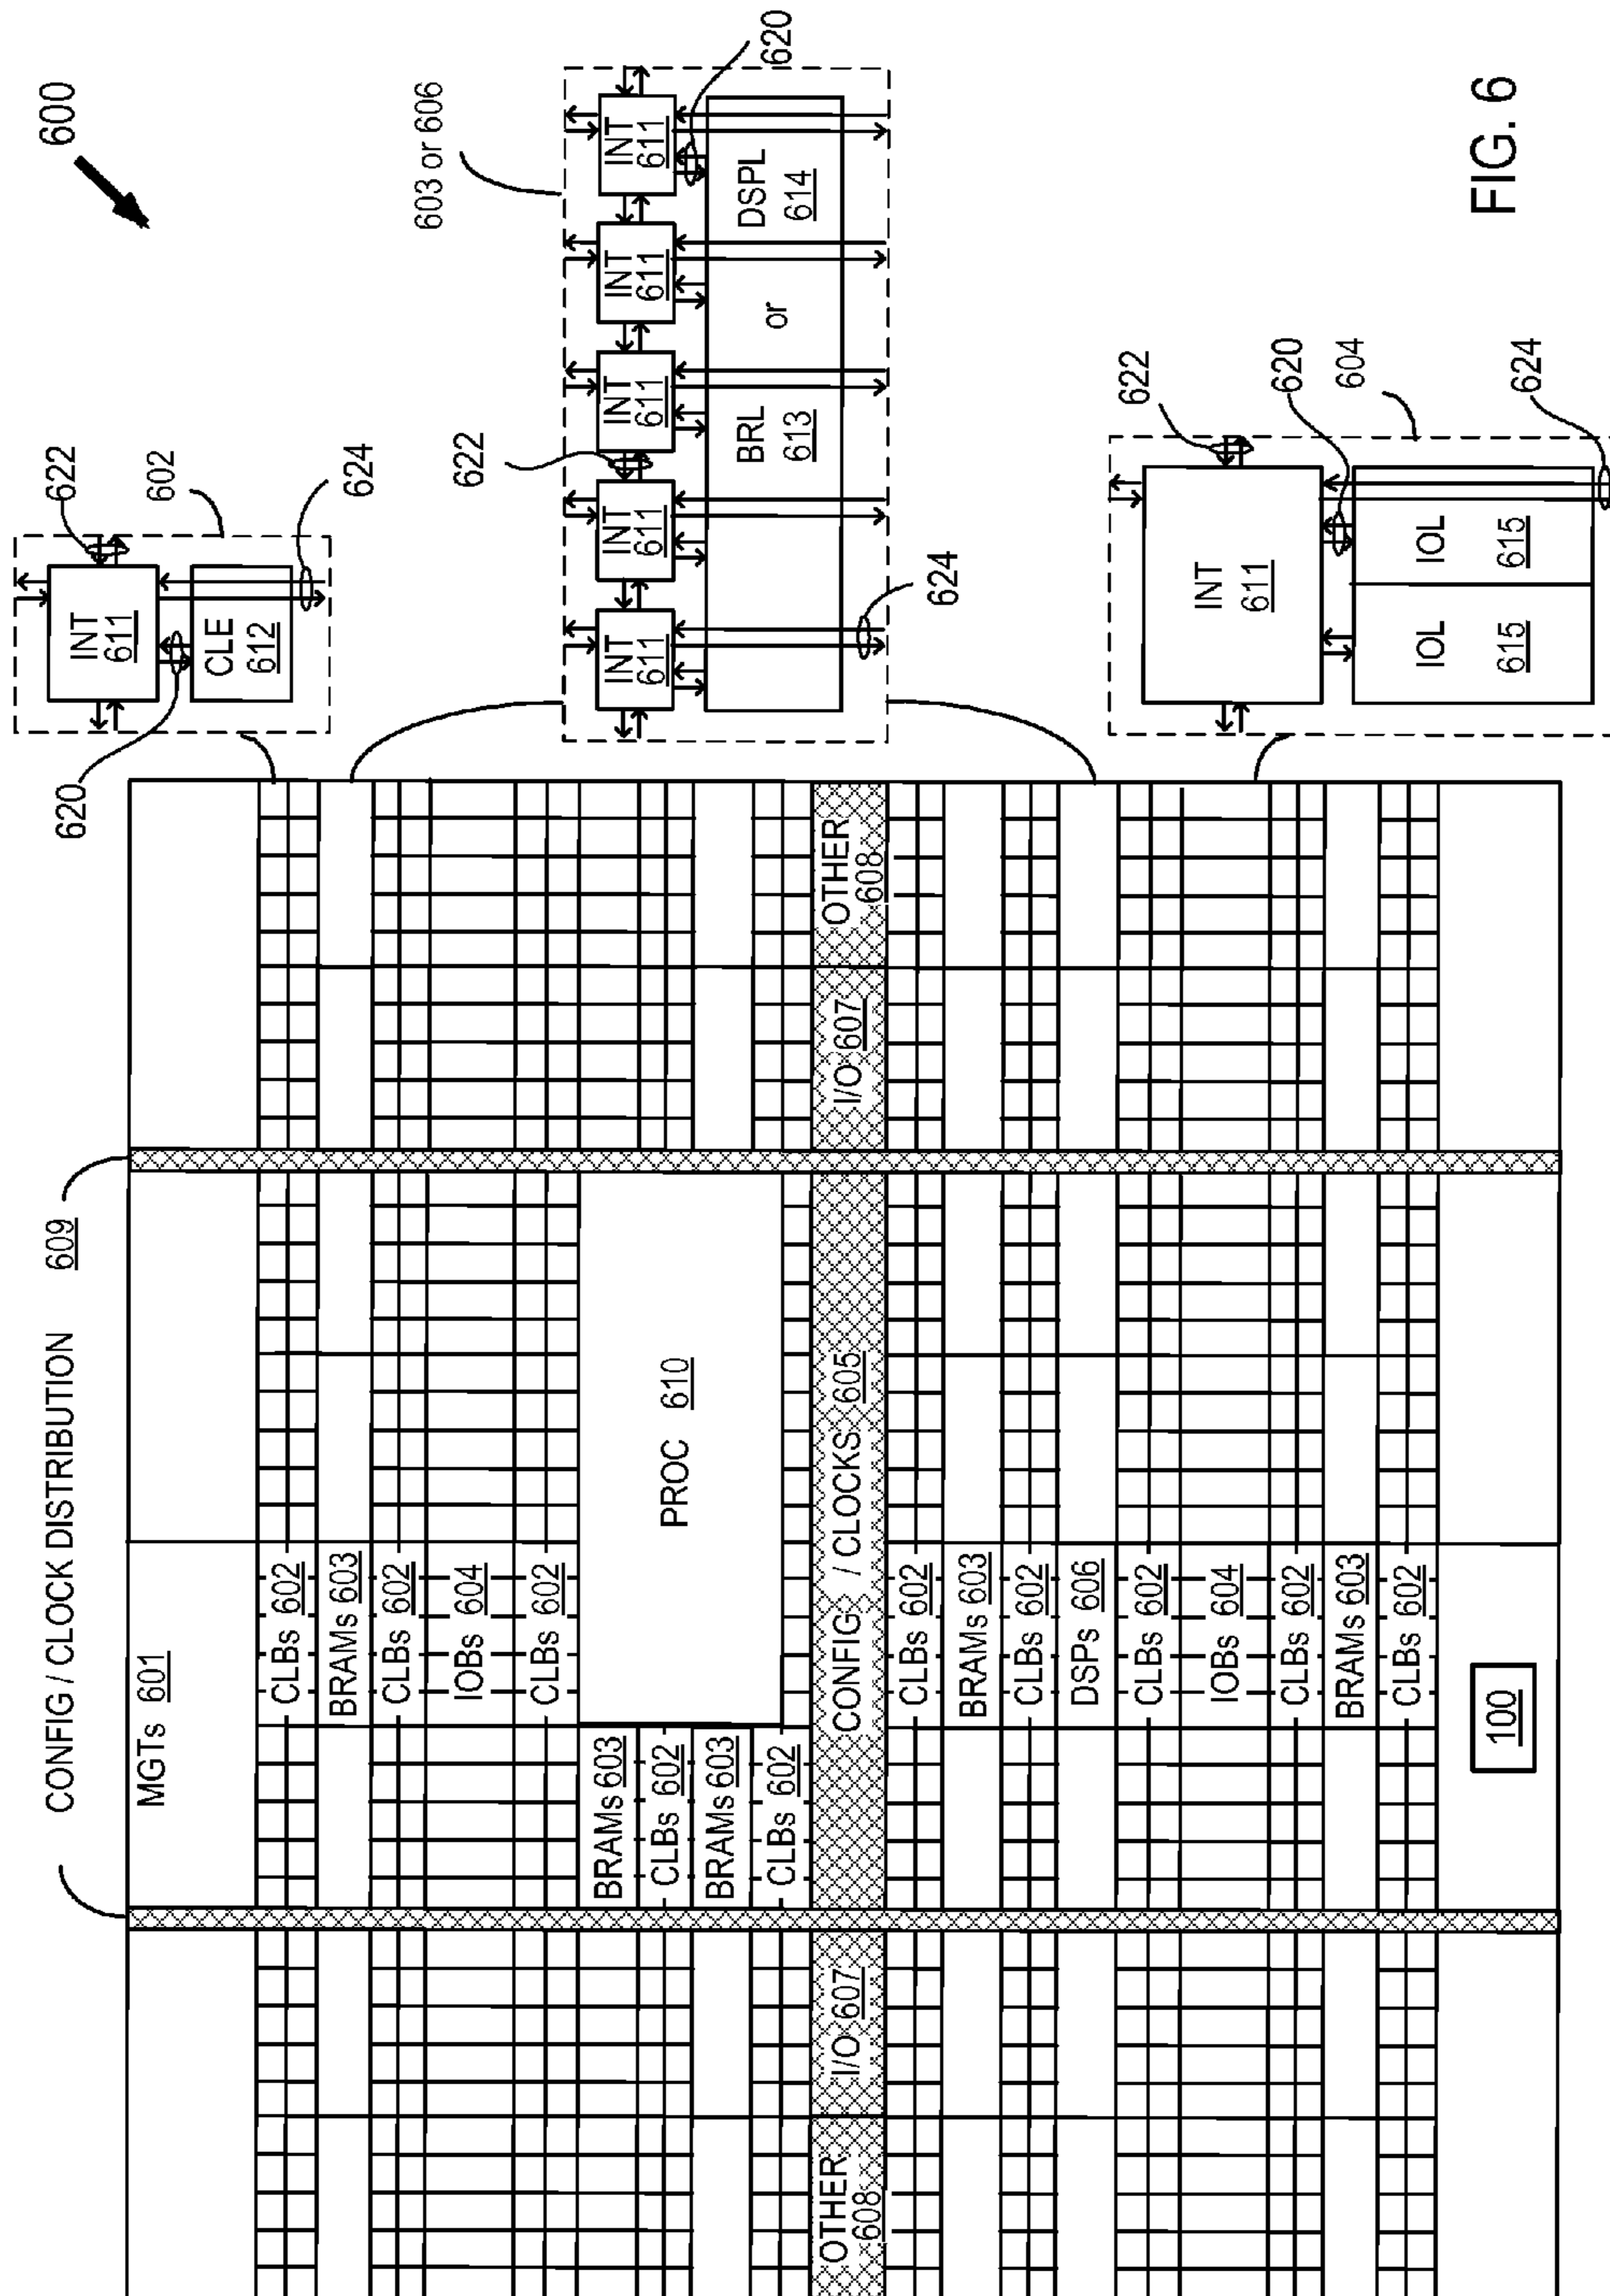 600
CONFIG / CLOCK DISTRIBUTION 609
MGTs 601
CLBs 602
BRAMs 603
CLBs 602
IOBs 604
CLBs 602
BRAMs 603
CLBs 602
BRAMs 603
CLBs 602
PROC 610
OTHER 608
I/O 607
CONFIG / CLOCKS 605
I/O 607
OTHER 608
CLBs 602
BRAMs 603
CLBs 602
DSPs 606
CLBs 602
IOBs 604
CLBs 602
BRAMs 603
CLBs 602
100
620
622
602
624
INT 611
CLE 612
603 or 606
INT 611
INT 611
INT 611
INT 611
INT 611
620
622
624
BRL 613
or
DSPL 614
622
620
604
624
INT 611
IOL 615
IOL 615
FIG. 6